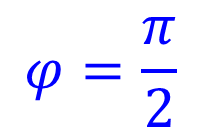 φ = π/2